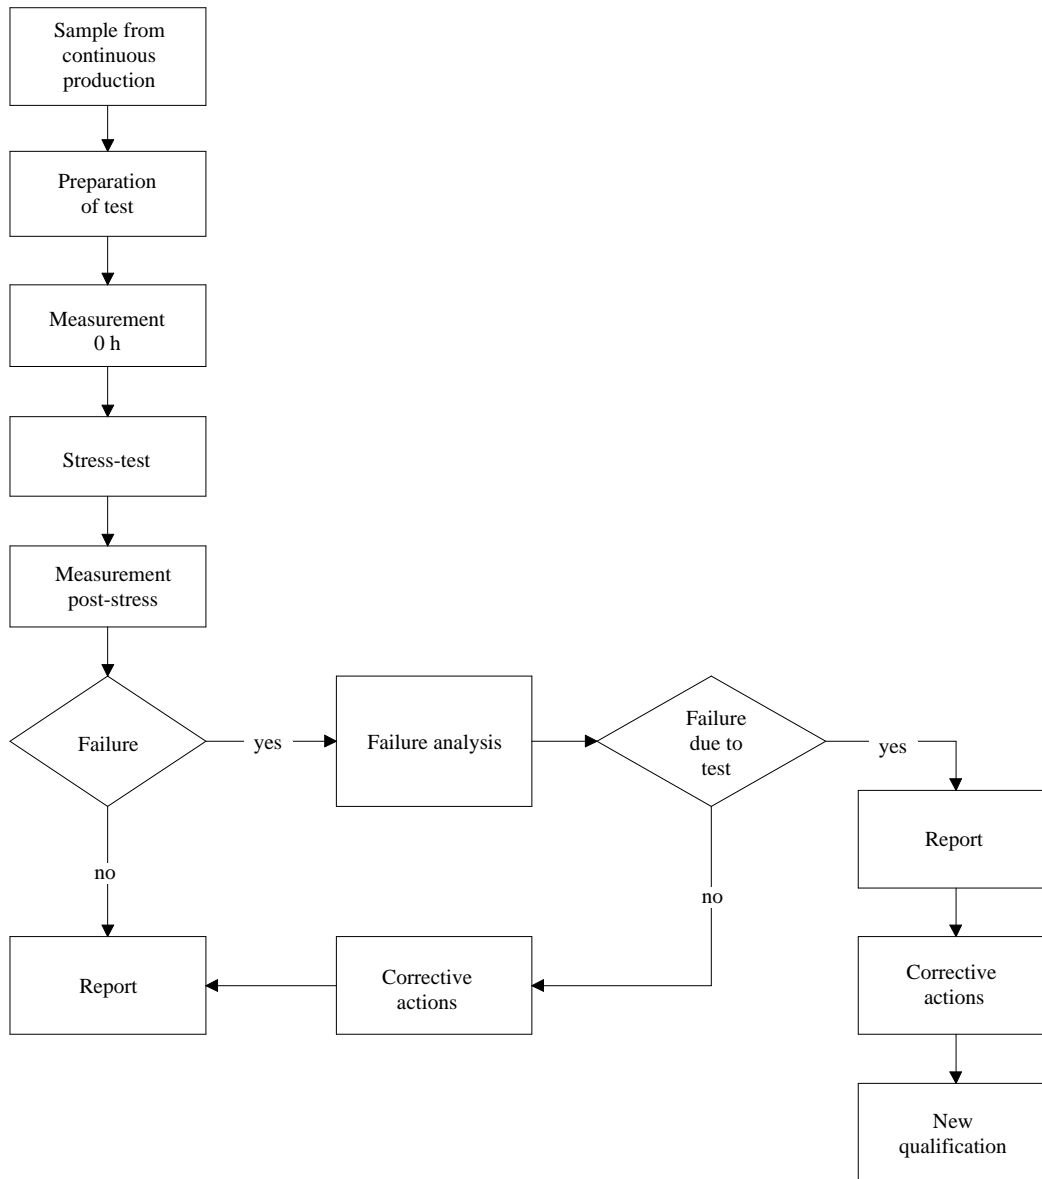 Sample from
continuous
production
Preparation
of test
Measurement
0 h
Stress-test
Measurement
post-stress
Failure
yes
Failure analysis
Failure
due to
test
yes
Report
no
no
Report
Corrective
actions
Corrective
actions
New
qualification